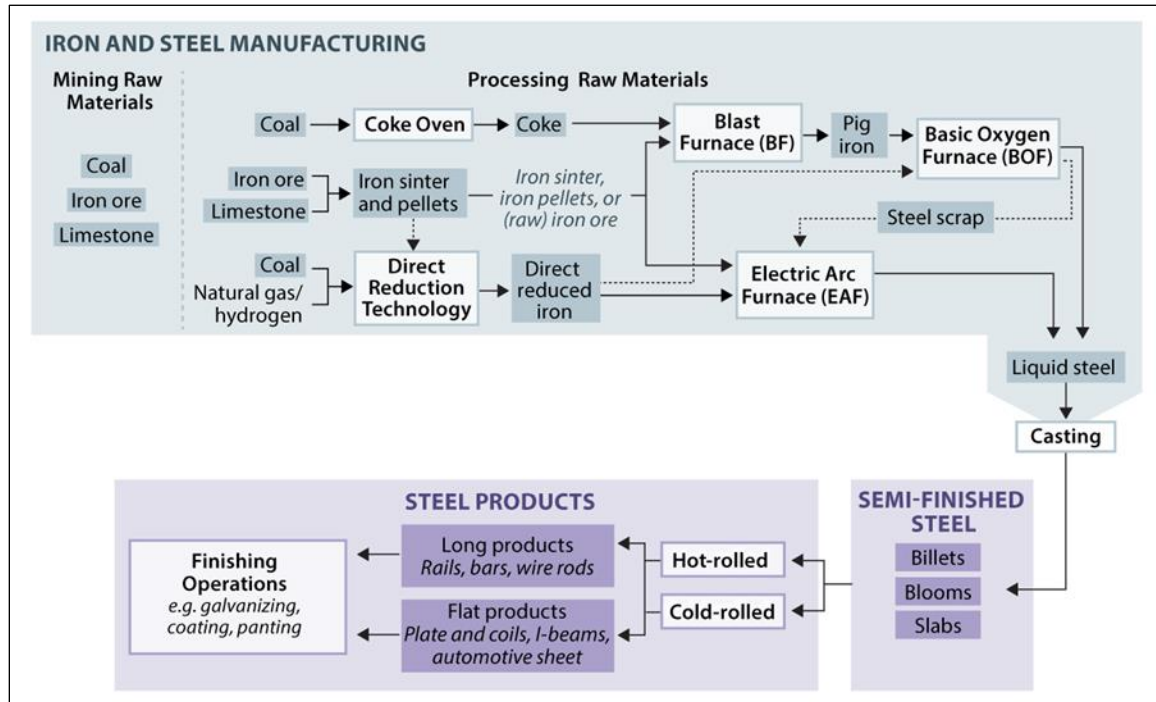 IRON AND STEEL MANUFACTURING
Mining Raw
Materials
Coal
Iron ore
Limestone
Processing Raw Materials
Coal
Coke Oven
Coke
Blast
Furnace (BF)
Pig
iron
Basic Oxygen
Furnace (BOF)
Iron ore
Limestone
Iron sinter
and pellets
Iron sinter,
iron pellets, or
(raw) iron ore
Steel scrap
Coal
Natural gas/
hydrogen
Direct
Reduction
Technology
Direct
reduced
iron
Electric Arc
Furnace (EAF)
Liquid steel
Casting
STEEL PRODUCTS
Finishing
Operations
e.g. galvanizing,
coating, panting
Long products
Rails, bars, wire rods
Flat products
Plate and coils, I-beams,
automotive sheet
Hot-rolled
Cold-rolled
SEMI-FINISHED
STEEL
Billets
Blooms
Slabs